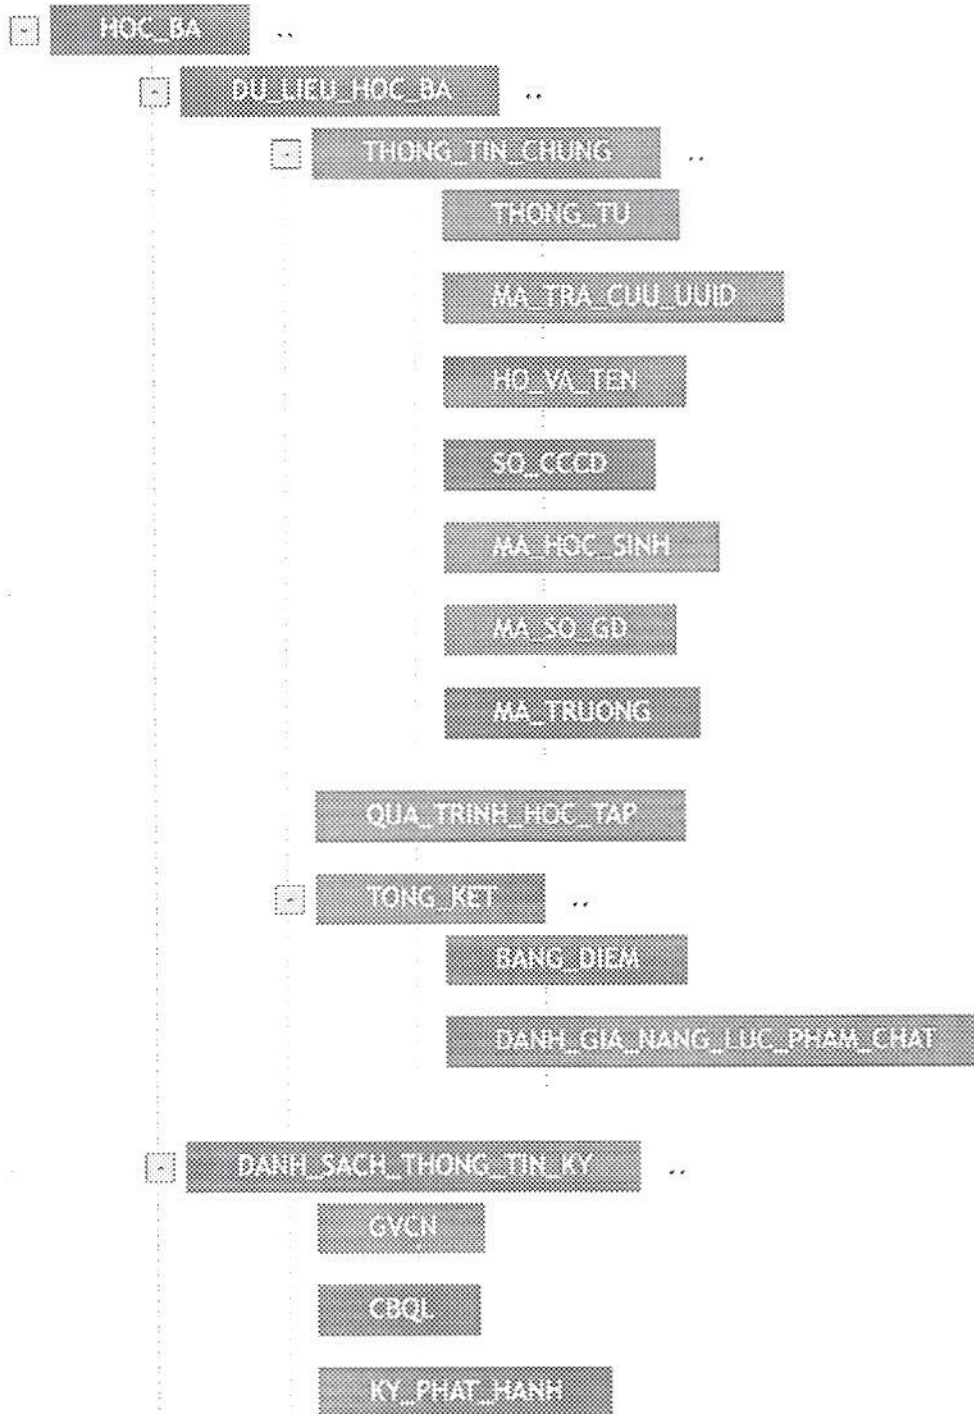 HOC_BA
DU_LIEU_HOC_BA
THONG_TIN_CHUNG
THONG_TU
MA_TRA_CUU_UUID
HO_VA_TEN
SO_CCCD
MA_HOC_SINH
MA_SO_GD
MA_TRUONG
QUA_TRINH_HOC_TAP
TONG_KET
BANG_DIEM
DANH_GIA_NANG_LUC_PHAM_CHAT
DANH_SACH_THONG_TIN_KY
GVCN
CBQL
KY_PHAT_HANH